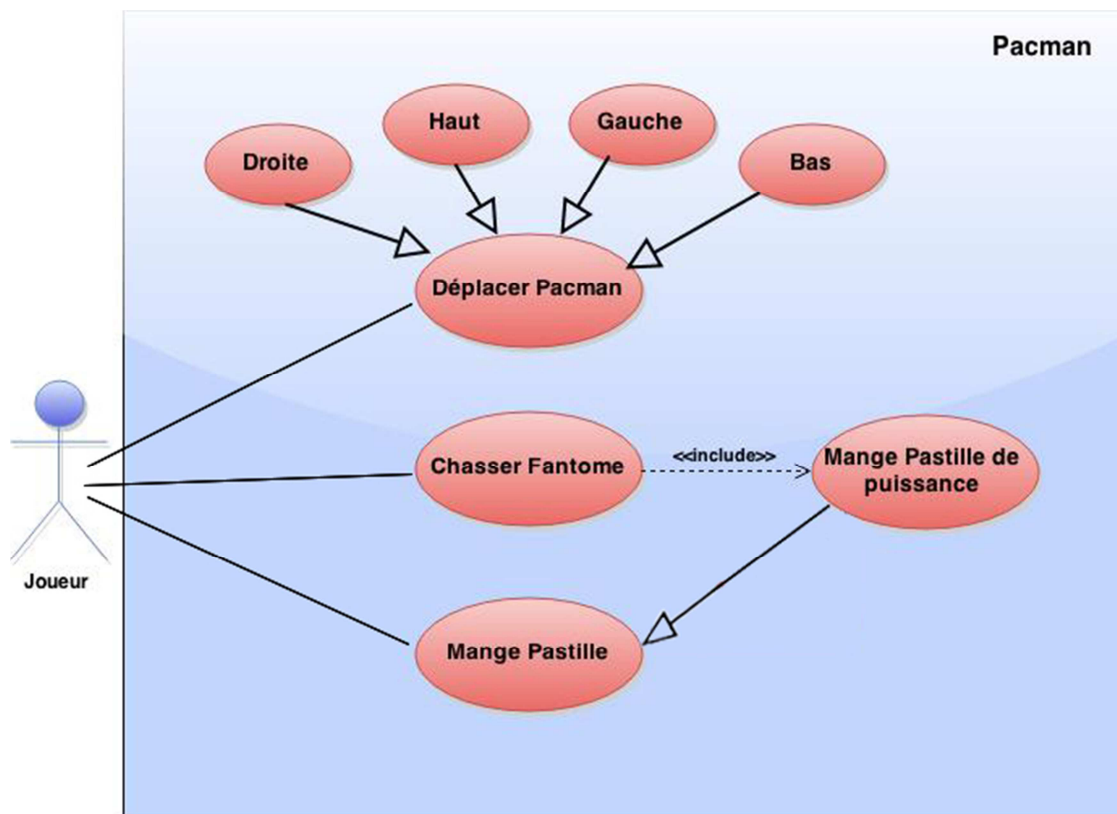 Pacman
Haut
Gauche
Droite
Bas
Déplacer Pacman
Chasser Fantome
<<include>>
Mange Pastille de
puissance
Joueur
Mange Pastille